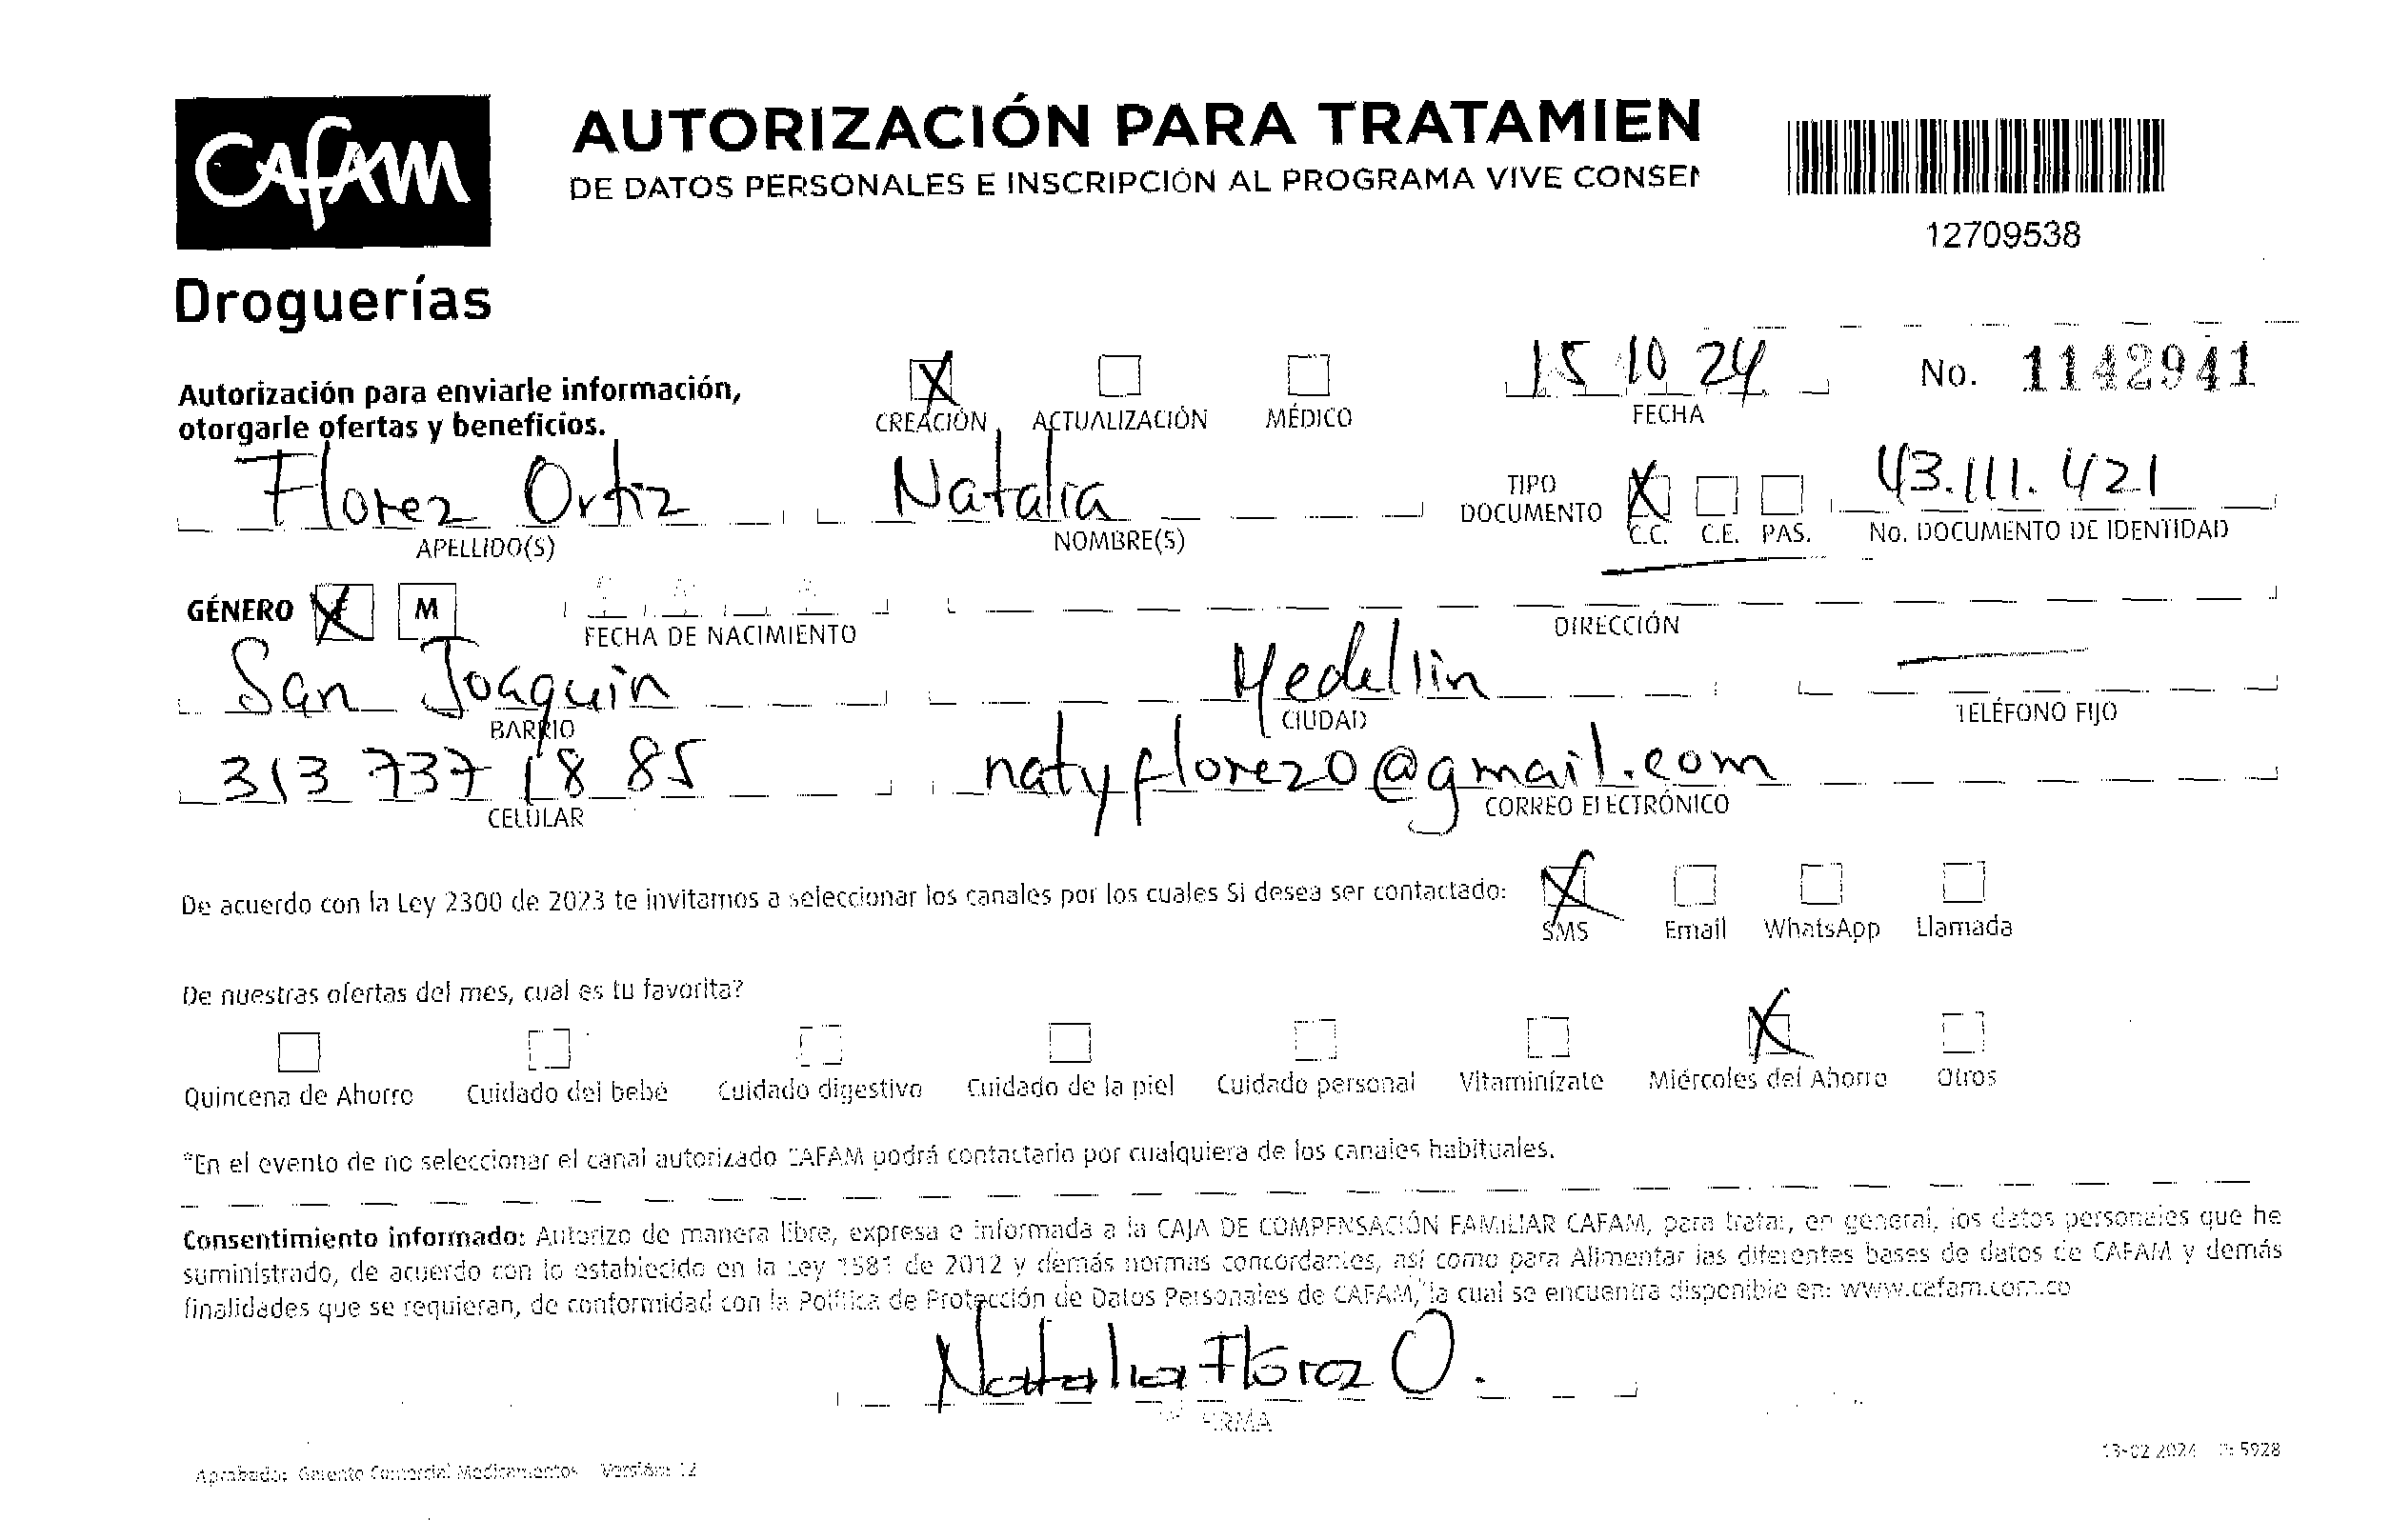 CAFAM
Droguerías
AUTORIZACIÓN PARA TRATAMIEN
DE DATOS PERSONALES E INSCRIPCIÓN AL PROGRAMA VIVE CONSEN
12709538
Autorización para enviarle información,
otorgarle ofertas y beneficios.
X CREACIÓN ACTUALIZACIÓN MÉDICO
15 10 24
FECHA
No. 1142941
Florez Ortiz
APELLIDO(S)
Natalia
NOMBRE(S)
TIPO
DOCUMENTO
X C.C. C.E. PAS.
43.111.421
No. DOCUMENTO DE IDENTIDAD
GÉNERO X M
FECHA DE NACIMIENTO
DIRECCIÓN
San Joaquin
BARRIO
Medellin
CIUDAD
TELÉFONO FIJO
313 737 18 85
CELULAR
natyflorez0@gmail.com
CORREO ELECTRÓNICO
De acuerdo con la Ley 2300 de 2023 te invitamos a seleccionar los canales por los cuales Si desea ser contactado:
X SMS Email WhatsApp Llamada
De nuestras ofertas del mes, cual es tu favorita?
Quincena de Ahorro Cuidado del bebé Cuidado digestivo Cuidado de la piel Cuidado personal Vitaminízate X Miércoles del Ahorro Otros
*En el evento de no seleccionar el canal autorizado CAFAM podrá contactarlo por cualquiera de los canales habituales.
Consentimiento informado: Autorizo de manera libre, expresa e informada a la CAJA DE COMPENSACIÓN FAMILIAR CAFAM, para tratar, en general, los datos personales que he
suministrado, de acuerdo con lo establecido en la Ley 1581 de 2012 y demás normas concordantes, así como para Alimentar las diferentes bases de datos de CAFAM y demás
finalidades que se requieran, de conformidad con la Política de Protección de Datos Personales de CAFAM, la cual se encuentra disponible en: www.cafam.com.co
Natalia Florez O.
FIRMA
Aprobado: Gerente Comercial Medicamentos Versión: 12
13-02 2024 5928